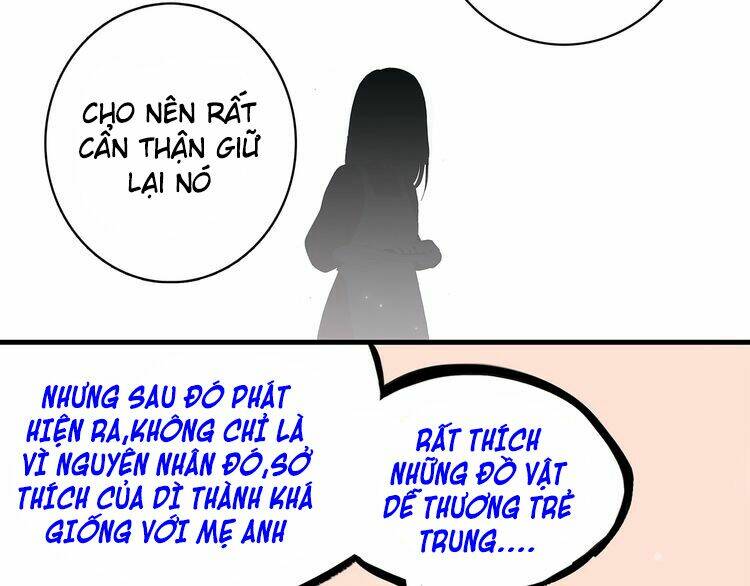 CHO NÊN RẤT
CẨN THẬN GIỮ
LẠI NÓ
NHƯNG SAU ĐÓ PHÁT
HIỆN RA,KHÔNG CHỈ LÀ
VÌ NGUYÊN NHÂN ĐÓ,SỞ
THÍCH CỦA DÌ THÀNH KHÁ
GIỐNG VỚI MẸ ANH
RẤT THÍCH
NHỮNG ĐỒ VẬT
DỄ THƯƠNG TRẺ
TRUNG....